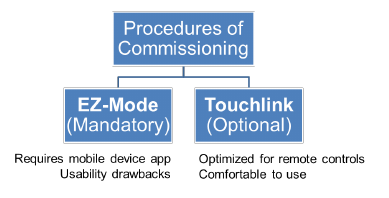 Procedures of
Commissioning
EZ-Mode
(Mandatory)
Touchlink
(Optional)
Requires mobile device app
Usability drawbacks
Optimized for remote controls
Comfortable to use